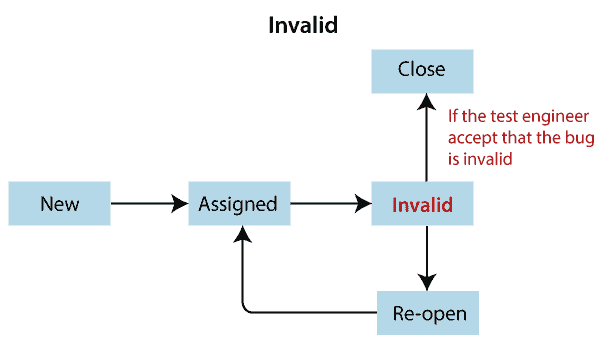 Invalid
Close
If the test engineer
accept that the bug
is invalid
New
Assigned
Invalid
Re-open